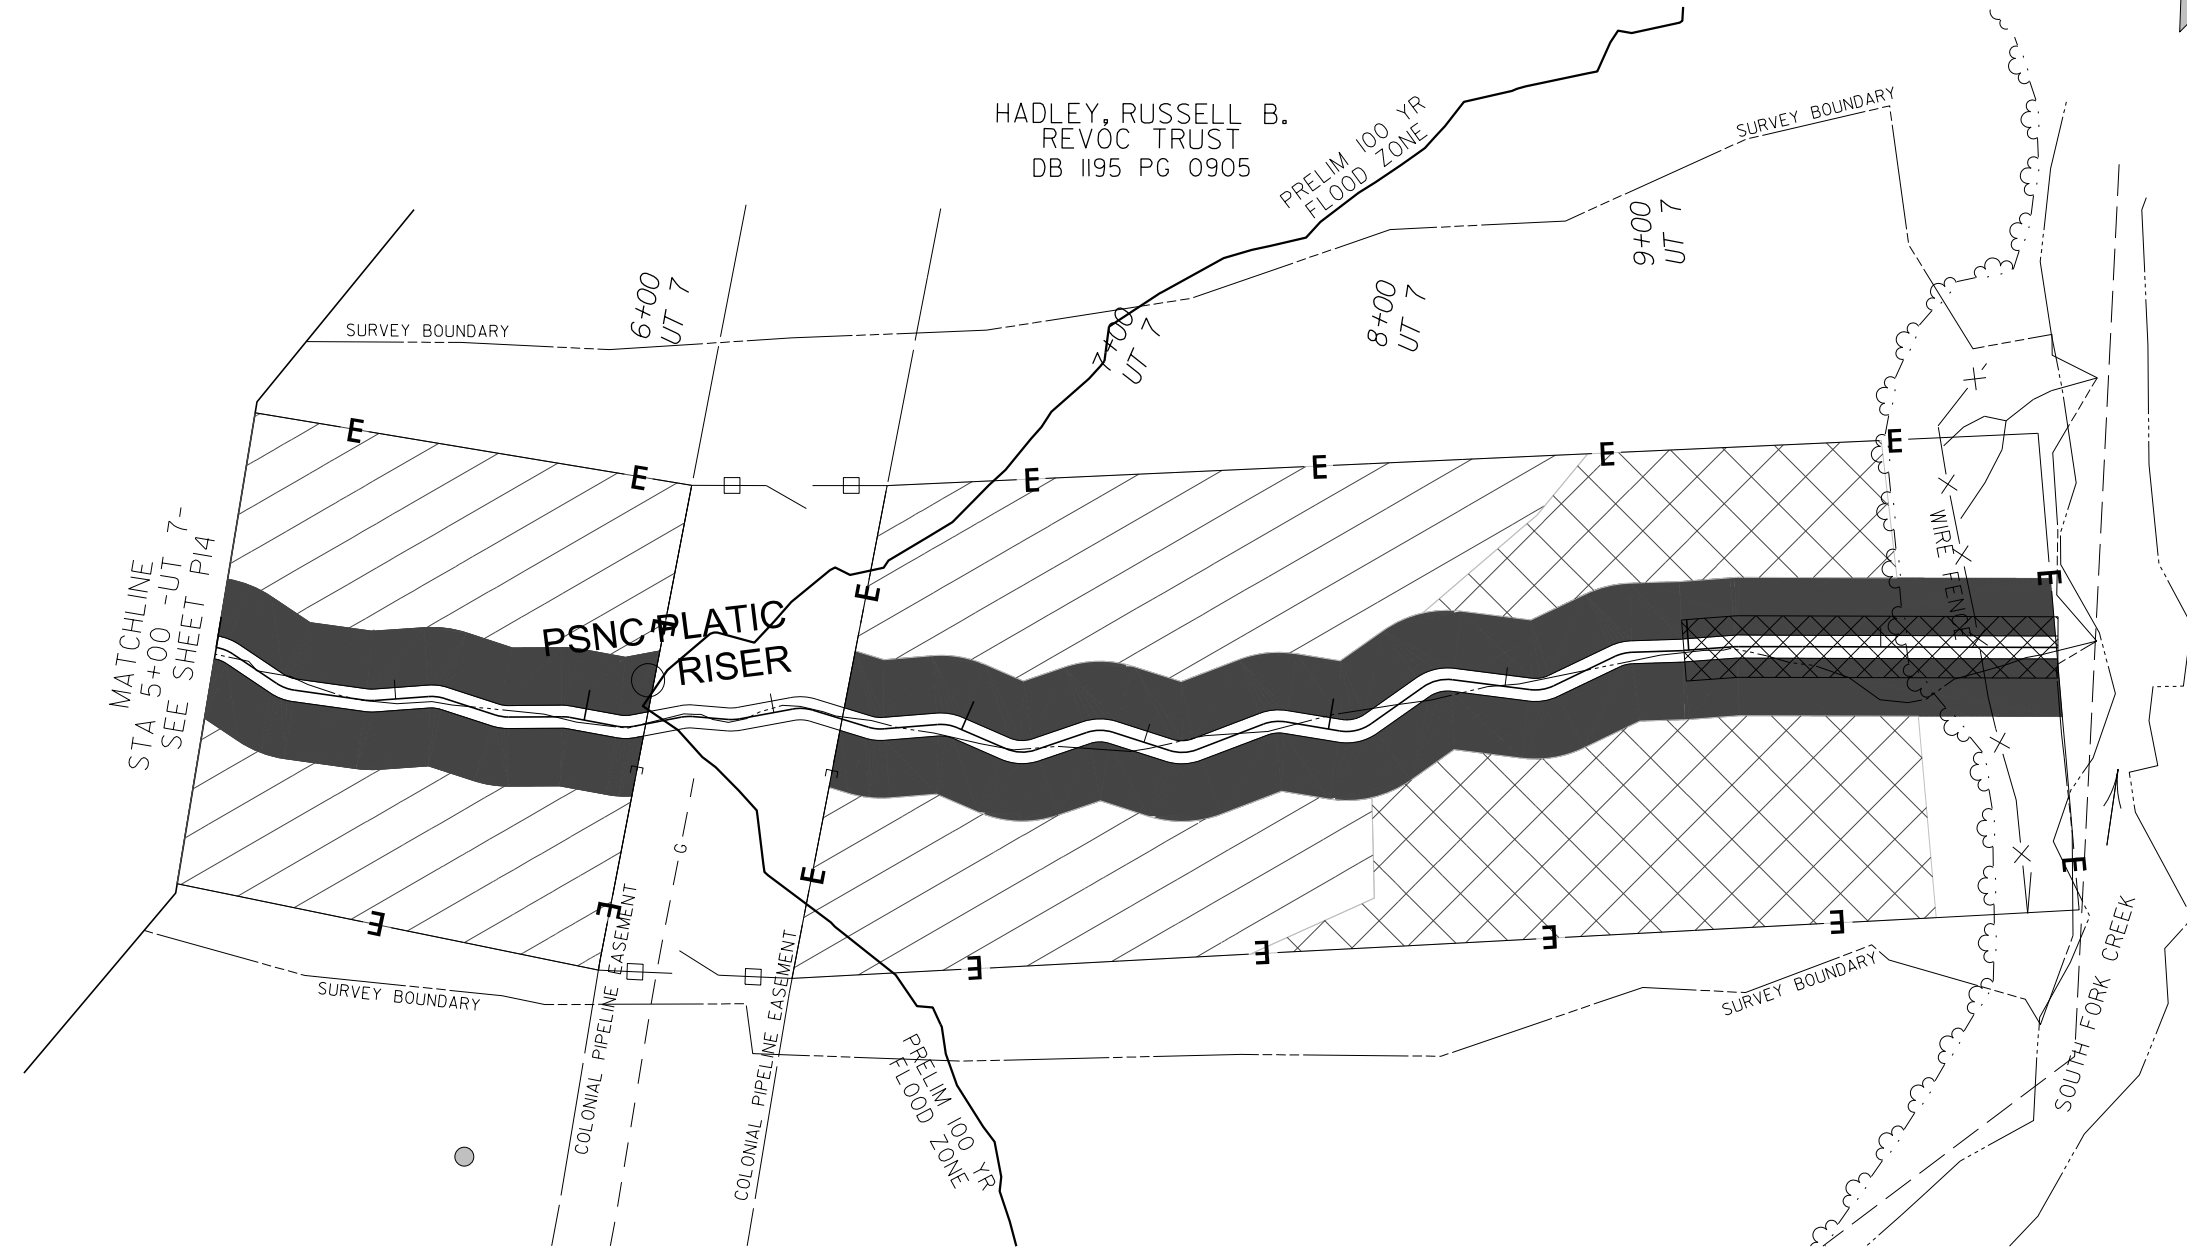 HADLEY, RUSSELL B.
REVOC TRUST
DB 1195 PG 0905
PRELIM 100 YR
FLOOD ZONE
SURVEY BOUNDARY
SURVEY BOUNDARY
6+00
UT 7
7+00
UT 7
8+00
UT 7
9+00
UT 7
E
E
E
E
E
E
MATCHLINE
STA 5+00 -UT 7-
SEE SHEET P14
WIRE FENCE
E
E
E
PSNC PLATIC
RISER
G
E
E
E
E
E
E
E
E
SURVEY BOUNDARY
SURVEY BOUNDARY
COLONIAL PIPELINE EASEMENT
COLONIAL PIPELINE EASEMENT
PRELIM 100 YR
FLOOD ZONE
SOUTH FORK CREEK